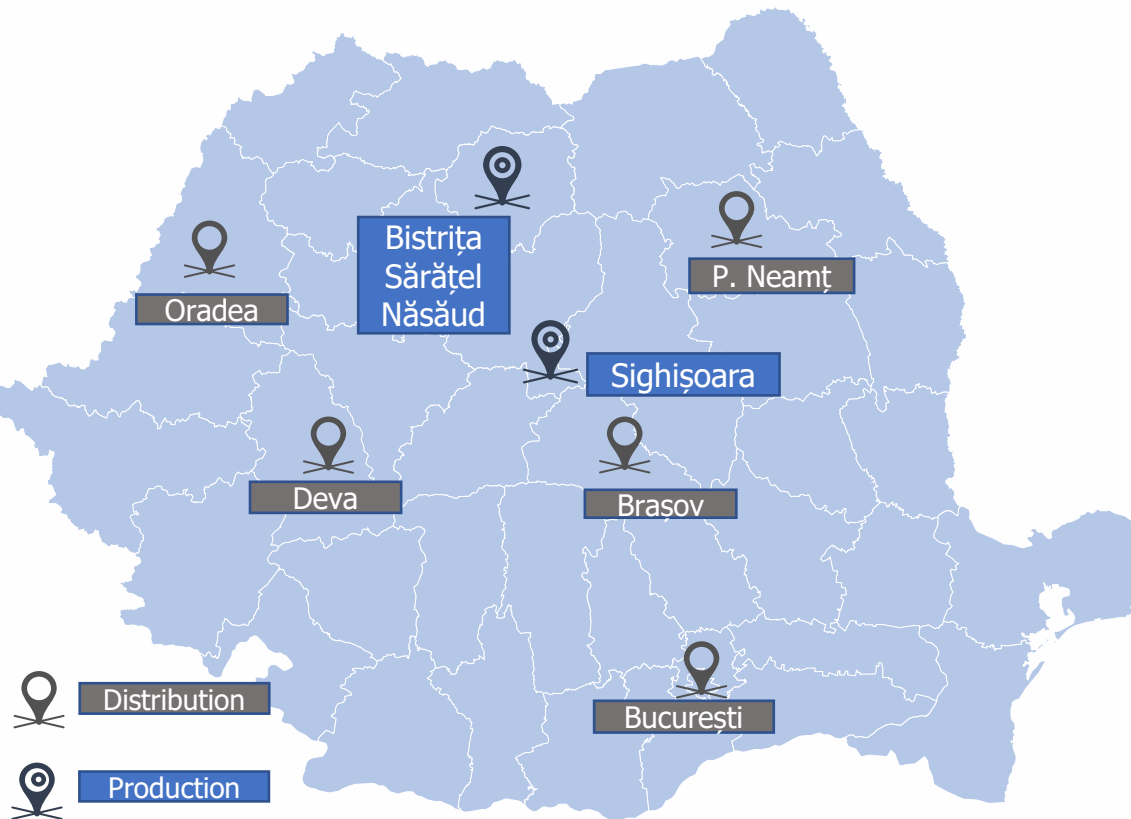 Bistrița
Sărățel
Năsăud
P. Neamț
Oradea
Sighișoara
Deva
Brașov
București
Distribution
Production